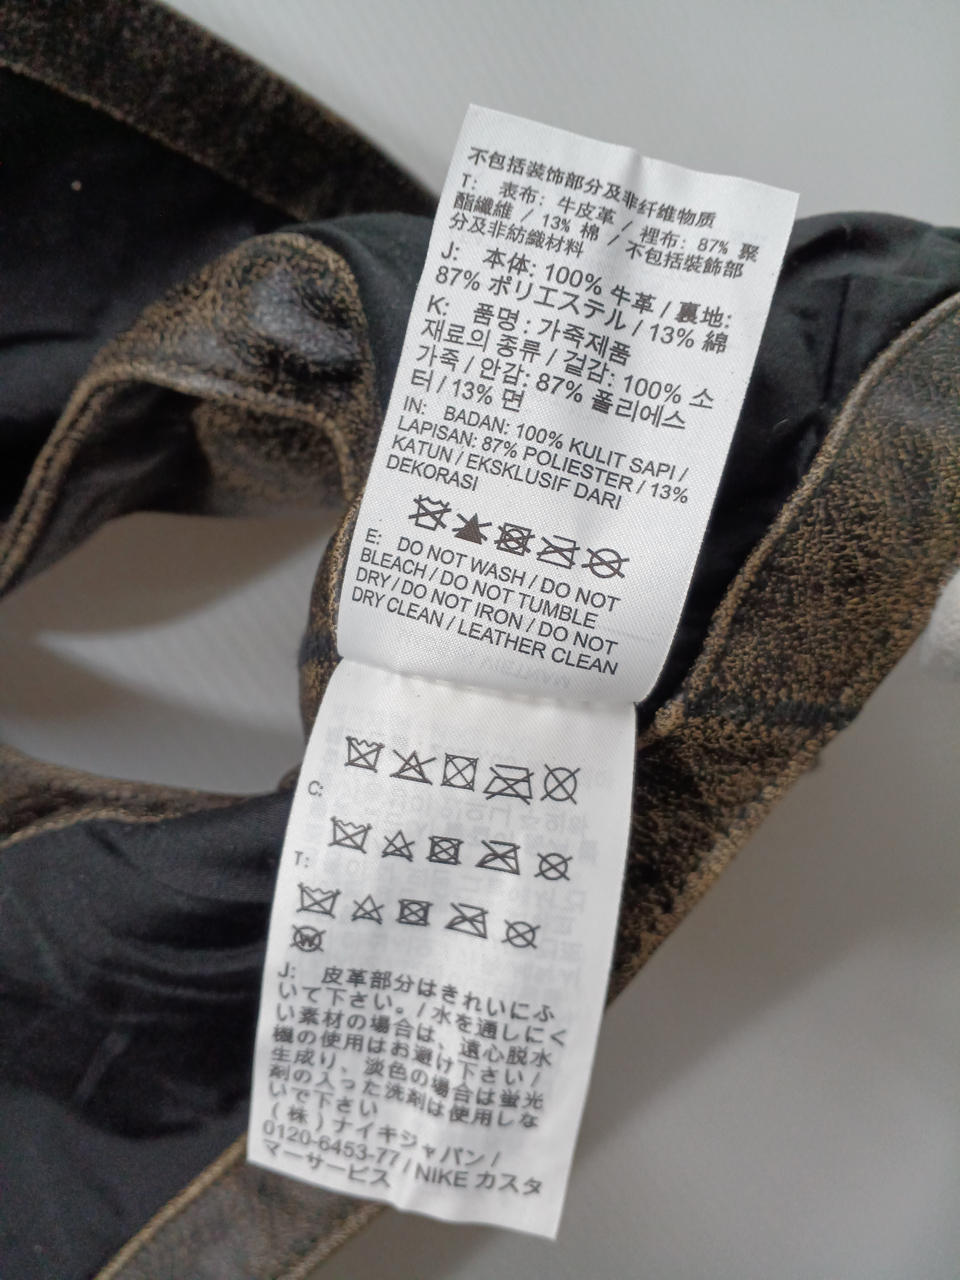 不包括裝饰部分及非纤维物质
T: 表布: 牛皮革 / 裡布: 87% 聚
酯纖維 / 13% 棉 / 不包括裝飾部
分及非紡織材料
J: 本体: 100% 牛革 / 裏地:
87% ポリエステル / 13% 綿
K: 품명 : 가죽제품
재료의 종류 / 겉감: 100% 소
가죽 / 안감: 87% 폴리에스
터 / 13% 면
IN: BADAN: 100% KULIT SAPI /
LAPISAN: 87% POLIESTER / 13%
KATUN / EKSKLUSIF DARI
DEKORASI
E: DO NOT WASH / DO NOT
BLEACH / DO NOT TUMBLE
DRY / DO NOT IRON / DO NOT
DRY CLEAN / LEATHER CLEAN
C:
T:
W
J: 皮革部分はきれいにふ
いて下さい。/ 水を通しにく
い素材の場合は、遠心脱水
機の使用はお避け下さい /
生成り、淡色の場合は蛍光
剤の入った洗剤は使用しな
いで下さい
(株) ナイキジャパン /
0120-6453-77 / NIKE カスタ
マーサービス